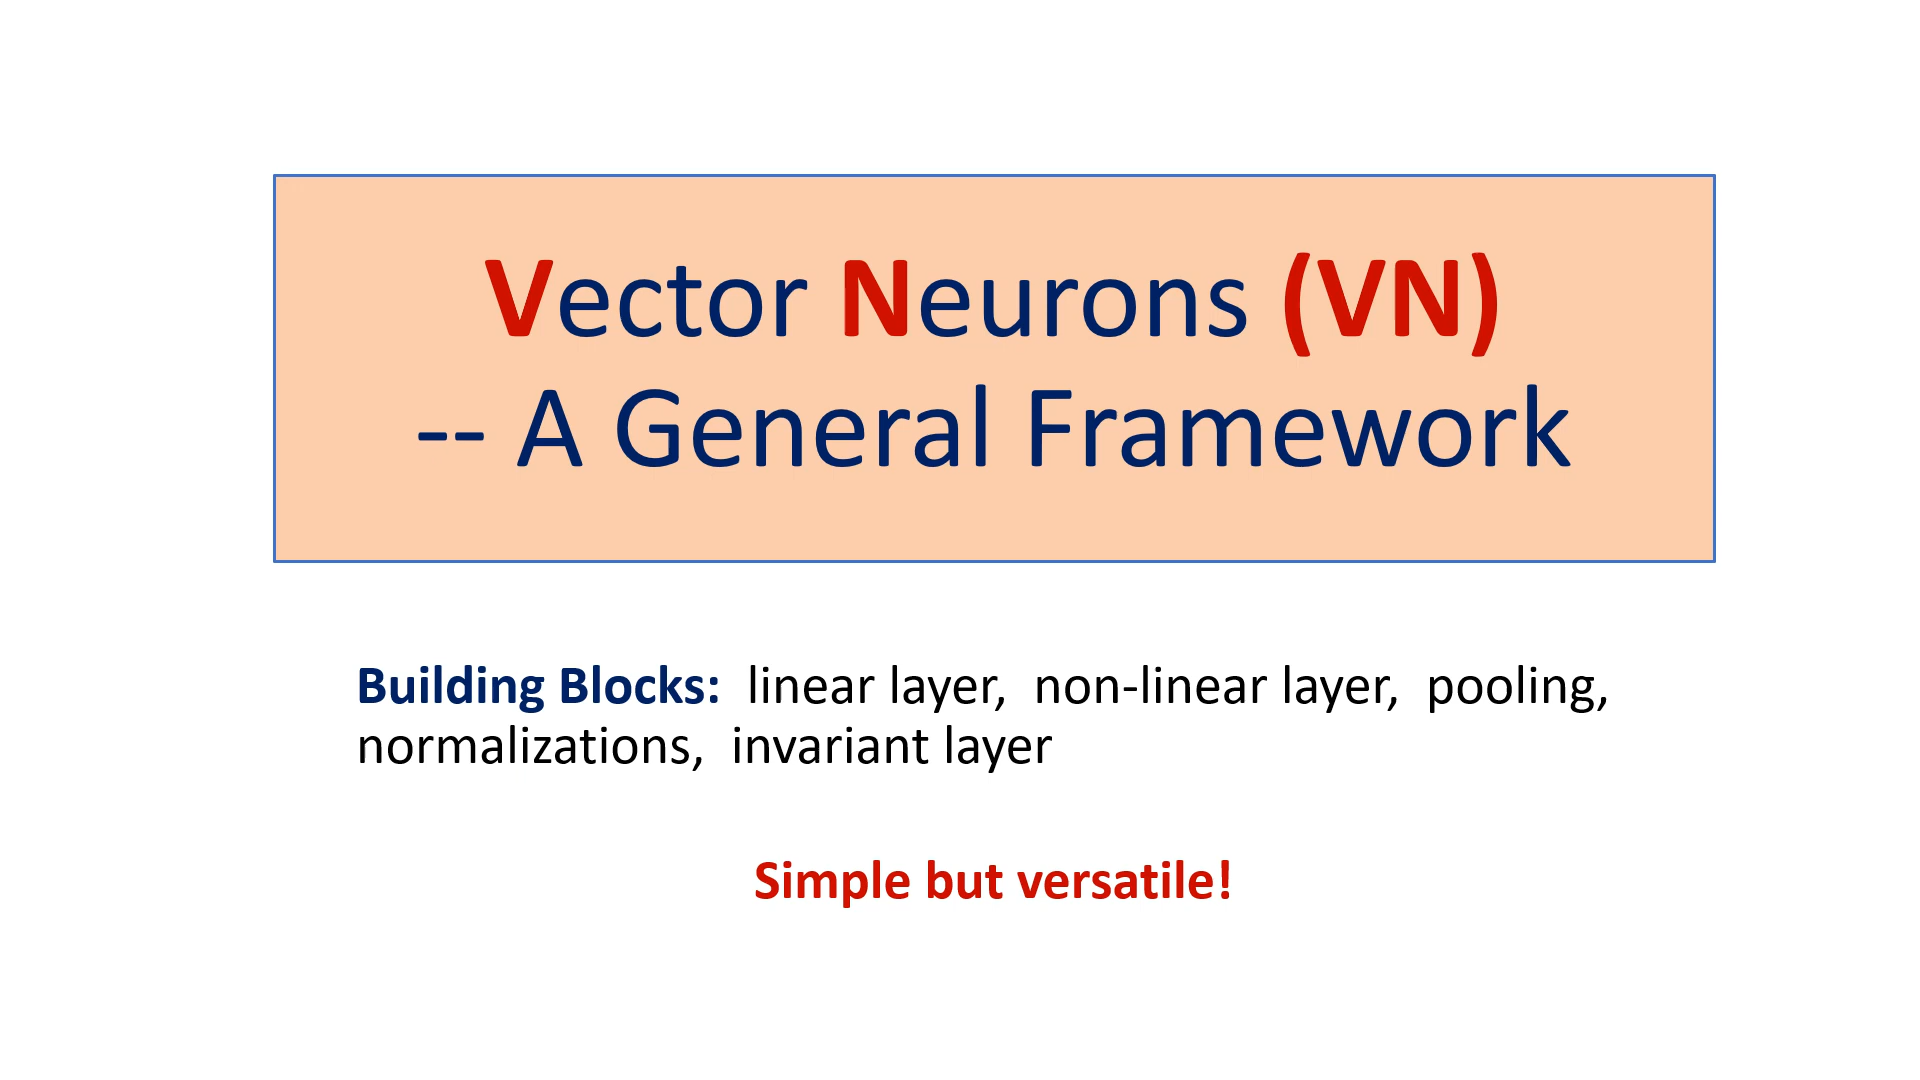 Vector Neurons (VN)
-- A General Framework
Building Blocks: linear layer, non-linear layer, pooling,
normalizations, invariant layer
Simple but versatile!